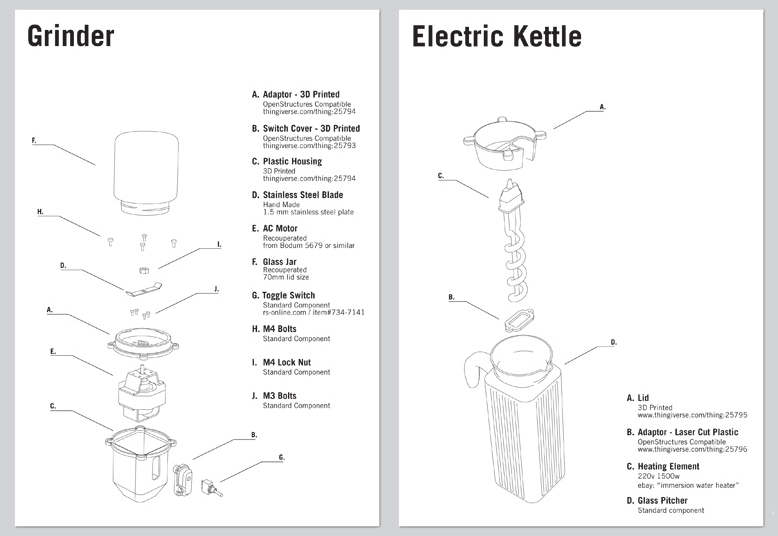 Grinder
F.
H.
I.
D.
J.
A.
E.
C.
B.
G.
A. Adaptor - 3D Printed
OpenStructures Compatible
thingiverse.com/thing:25794
B. Switch Cover - 3D Printed
OpenStructures Compatible
thingiverse.com/thing:25793
C. Plastic Housing
3D Printed
thingiverse.com/thing:25794
D. Stainless Steel Blade
Hand Made
1.5 mm stainless steel plate
E. AC Motor
Recouperated
from Bodum 5679 or similar
F. Glass Jar
Recouperated
70mm lid size
G. Toggle Switch
Standard Component
rs-online.com / item#734-7141
H. M4 Bolts
Standard Component
I. M4 Lock Nut
Standard Component
J. M3 Bolts
Standard Component
Electric Kettle
A.
C.
B.
D.
A. Lid
3D Printed
www.thingiverse.com/thing:25795
B. Adaptor - Laser Cut Plastic
OpenStructures Compatible
www.thingiverse.com/thing:25796
C. Heating Element
220v 1500w
ebay: "immersion water heater"
D. Glass Pitcher
Standard component